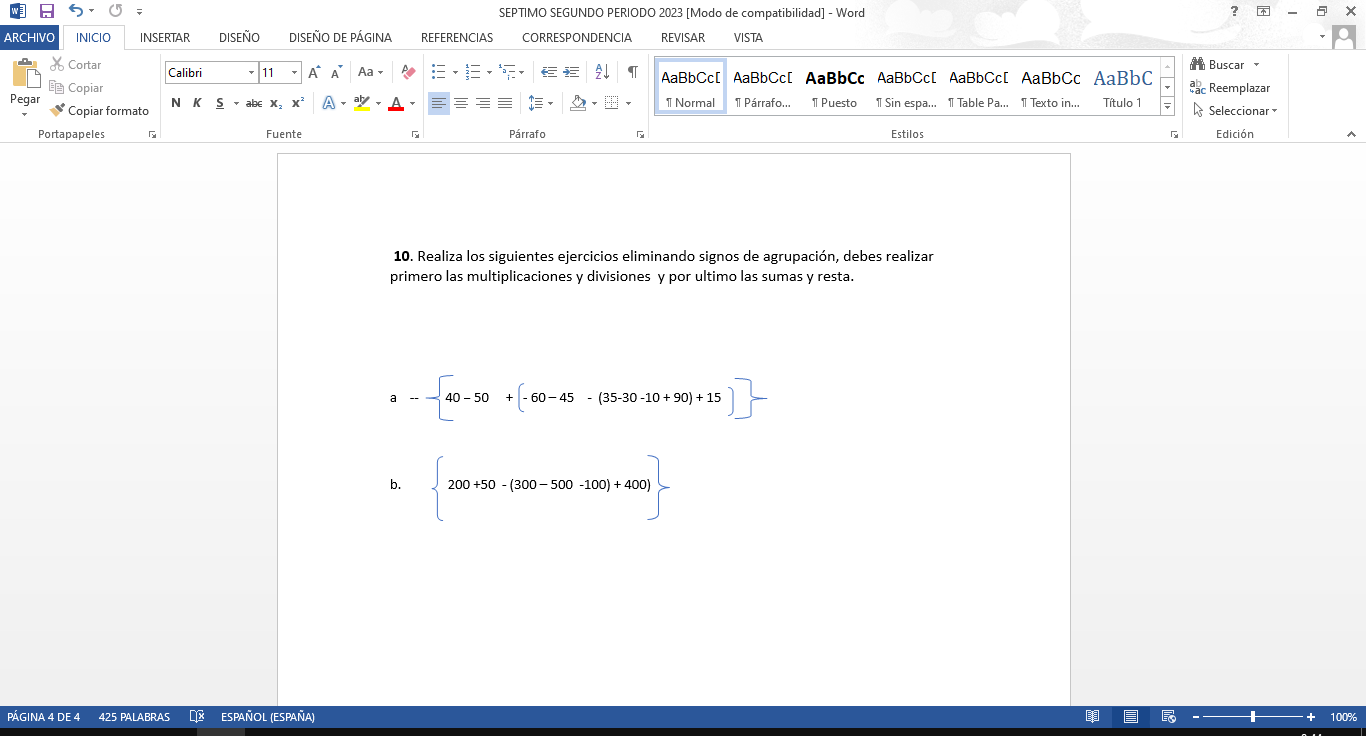 SEPTIMO SEGUNDO PERIODO 2023 [Modo de compatibilidad] - Word
ARCHIVO INICIO INSERTAR DISEÑO DISEÑO DE PÁGINA REFERENCIAS CORRESPONDENCIA REVISAR VISTA
Pegar
Cortar
Copiar
Copiar formato
Portapapeles
Calibri 11
N K S abc x₂ x²
Fuente
Párrafo
AaBbCcD AaBbCcD AaBbCc AaBbCcD AaBbCcD AaBbCc AaBbC
¶ Normal ¶ Párrafo... ¶ Puesto ¶ Sin espa... ¶ Table Pa... ¶ Texto in... Título 1
Estilos
Buscar
Reemplazar
Seleccionar
Edición
10. Realiza los siguientes ejercicios eliminando signos de agrupación, debes realizar
primero las multiplicaciones y divisiones y por ultimo las sumas y resta.
a -- { 40 – 50 + ( - 60 – 45 - (35-30 -10 + 90) + 15 ) }
b. { 200 +50 - (300 – 500 -100) + 400) }
PÁGINA 4 DE 4 425 PALABRAS ESPAÑOL (ESPAÑA) 100%